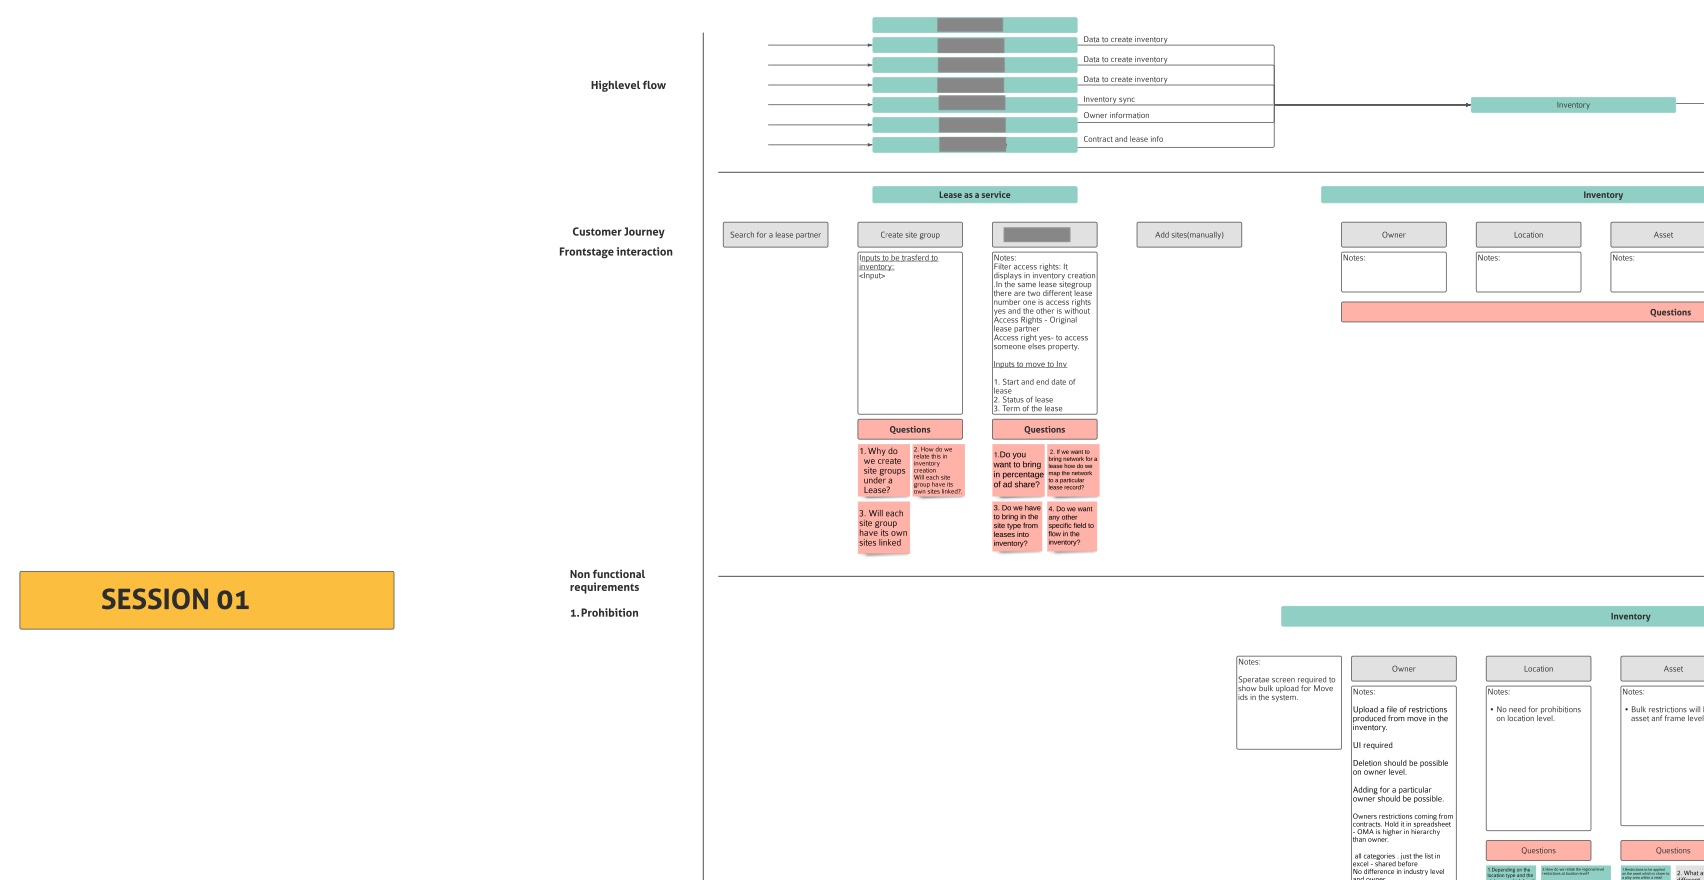 Data to create inventory
Data to create inventory
Data to create inventory
Inventory sync
Owner information
Contract and lease info
Highlevel flow
Inventory
Lease as a service
Inventory
Customer Journey
Frontstage interaction
Search for a lease partner
Create site group
Add sites(manually)
Owner
Location
Asset
Inputs to be trasferd to
inventory:
<Input>
Notes:
Filter access rights: It
displays in inventory creation
.In the same lease sitegroup
there are two different lease
number one is access rights
yes and the other is without
Access Rights - Original
lease partner
Access right yes- to access
someone elses property.
Inputs to move to Inv
1. Start and end date of
lease
2. Status of lease
3. Term of the lease
Notes:
Notes:
Notes:
Questions
Questions
Questions
1. Why do
we create
site groups
under a
Lease?
2. How do we
relate this in
inventory
creation
Will each site
group have its
own sites linked?.
3. Will each
site group
have its own
sites linked
1.Do you
want to bring
in percentage
of ad share?
2. If we want to
bring network for a
lease how do we
map the network
to a particular
lease record?
3. Do we have
to bring in the
site type from
leases into
inventory?
4. Do we want
any other
specific field to
flow in the
inventory?
SESSION 01
Non functional
requirements
1. Prohibition
Inventory
Notes:
Speratae screen required to
show bulk upload for Move
ids in the system.
Owner
Location
Asset
Notes:
Upload a file of restrictions
produced from move in the
inventory.
UI required
Deletion should be possible
on owner level.
Adding for a particular
owner should be possible.
Owners restrictions coming from
contracts. Hold it in spreadsheet
- OMA is higher in hierarchy
than owner.
all categories . just the list in
excel - shared before
No difference in industry level
and owner
Notes:
• No need for prohibitions
on location level.
Notes:
• Bulk restrictions will
asset anf frame level
Questions
Questions
1.Depending on the
location type and the
2. What